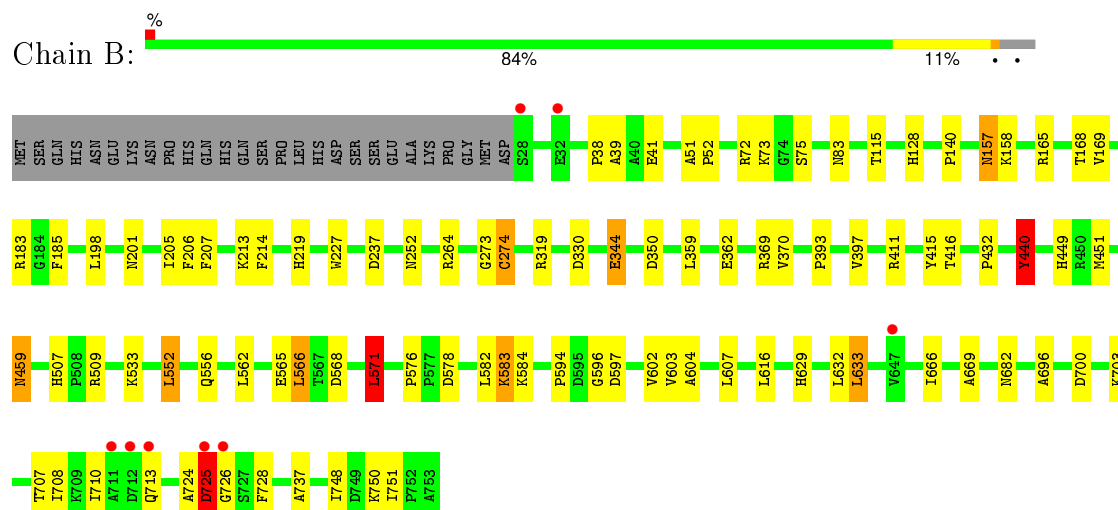 %
Chain B:
84% 11% • •
MET SER GLN HIS ASN GLU LYS ASN PRO HIS GLN HIS GLN SER PRO LEU HIS ASP SER SER GLU ALA LYS PRO GLY MET ASP S28 E32 P38 A39 A40 E41 A51 P52 R72 K73 G74 S75 N83 T115 H128 P140 N157 K158 R165 T168 V169
R183 G184 F185 L198 N201 I205 F206 F207 K213 F214 H219 W227 D237 N252 R264 G273 C274 R319 D330 E344 D350 L359 E362 R369 V370 P393 V397 R411 Y415 T416 P432 Y440 H449 R450 M451
N459 H507 P508 R509 K533 L552 Q556 L562 E565 L566 T567 D568 L571 P576 P577 D578 L582 K583 K584 P594 D595 G596 D597 V602 V603 A604 L607 L616 H629 L632 L633 V647 I666 A669 N682 A696 D700 K703
T707 I708 K709 I710 A711 D712 Q713 A724 D725 G726 S727 F728 A737 I748 D749 K750 I751 P752 A753